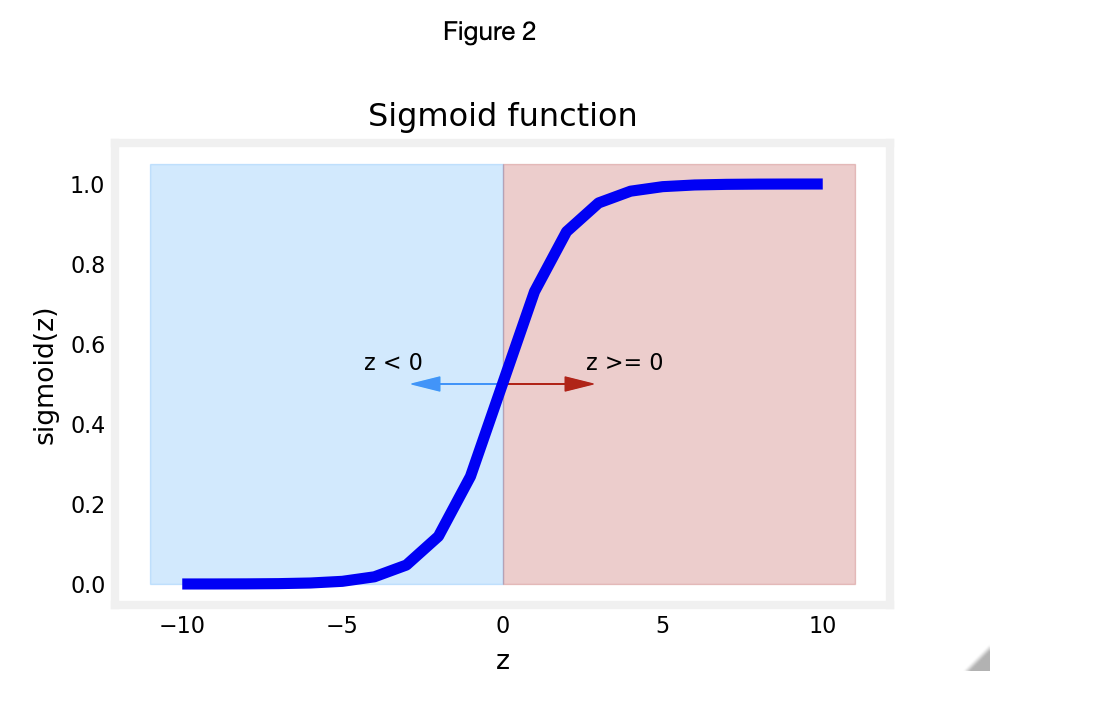 Figure 2
Sigmoid function
1.0
0.8
0.6
0.4
0.2
0.0
sigmoid(z)
z < 0
z >= 0
−10 −5 0 5 10
z